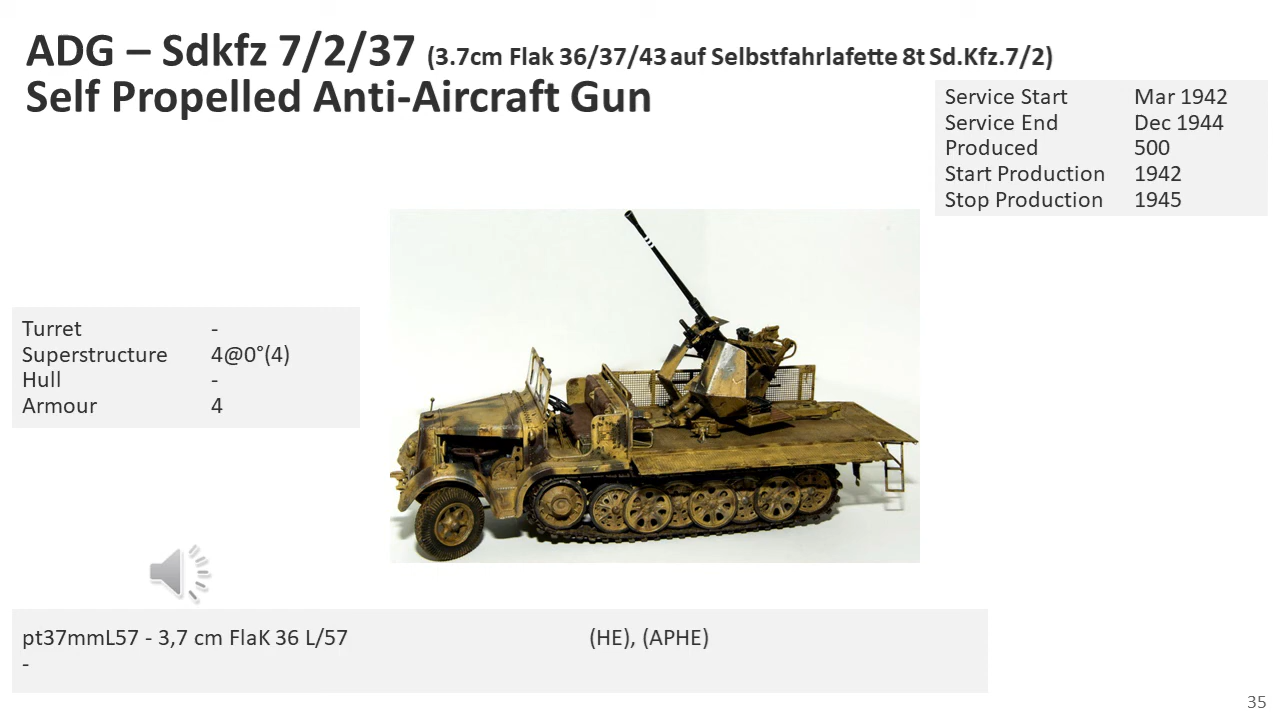 ADG – Sdkfz 7/2/37 (3.7cm Flak 36/37/43 auf Selbstfahrlafette 8t Sd.Kfz.7/2)
Self Propelled Anti-Aircraft Gun
Service Start Mar 1942
Service End Dec 1944
Produced 500
Start Production 1942
Stop Production 1945
Turret -
Superstructure 4@0°(4)
Hull -
Armour 4
pt37mmL57 - 3,7 cm FlaK 36 L/57 (HE), (APHE)
-
35